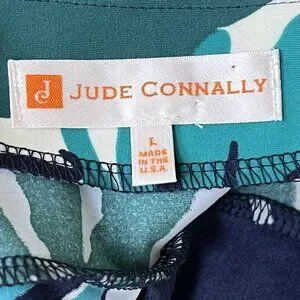 JC
JUDE CONNALLY
L
MADE
IN THE
U.S.A.